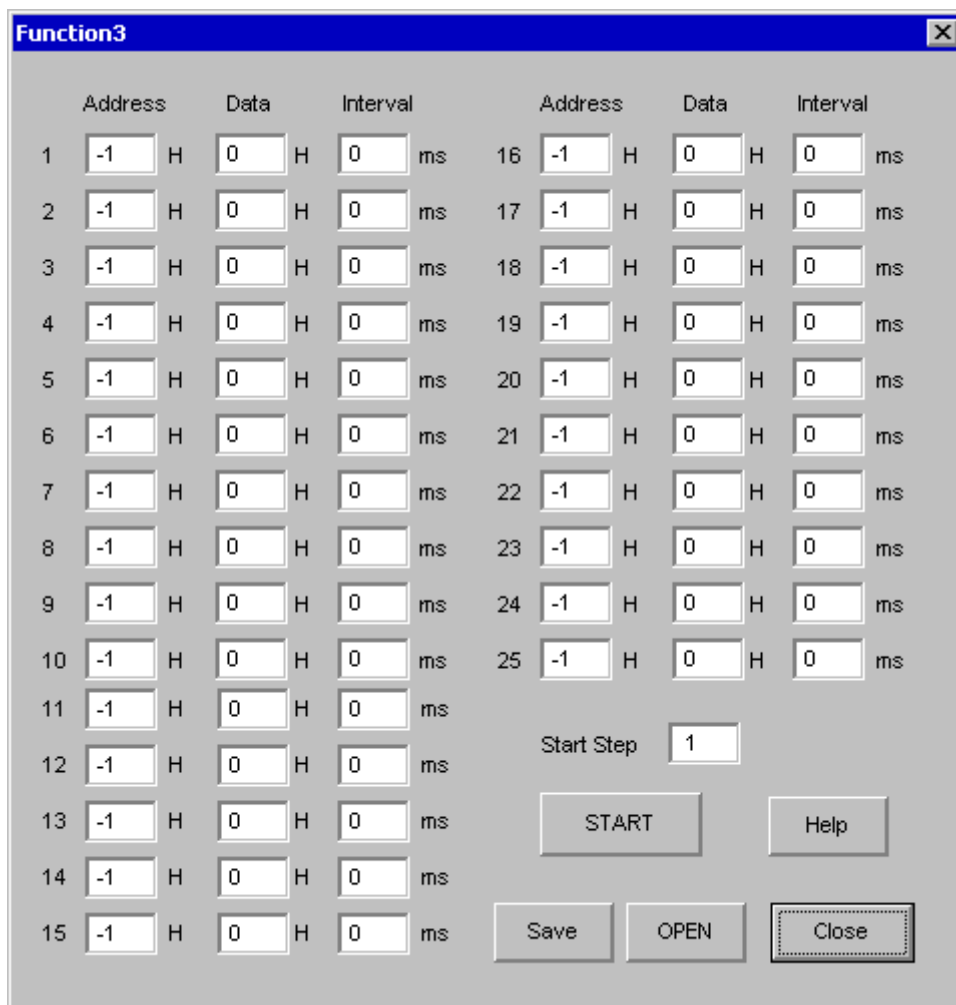 Function3
Address Data Interval Address Data Interval
1 -1 H 0 H 0 ms 16 -1 H 0 H 0 ms
2 -1 H 0 H 0 ms 17 -1 H 0 H 0 ms
3 -1 H 0 H 0 ms 18 -1 H 0 H 0 ms
4 -1 H 0 H 0 ms 19 -1 H 0 H 0 ms
5 -1 H 0 H 0 ms 20 -1 H 0 H 0 ms
6 -1 H 0 H 0 ms 21 -1 H 0 H 0 ms
7 -1 H 0 H 0 ms 22 -1 H 0 H 0 ms
8 -1 H 0 H 0 ms 23 -1 H 0 H 0 ms
9 -1 H 0 H 0 ms 24 -1 H 0 H 0 ms
10 -1 H 0 H 0 ms 25 -1 H 0 H 0 ms
11 -1 H 0 H 0 ms
Start Step 1
12 -1 H 0 H 0 ms
13 -1 H 0 H 0 ms START Help
14 -1 H 0 H 0 ms
15 -1 H 0 H 0 ms Save OPEN Close